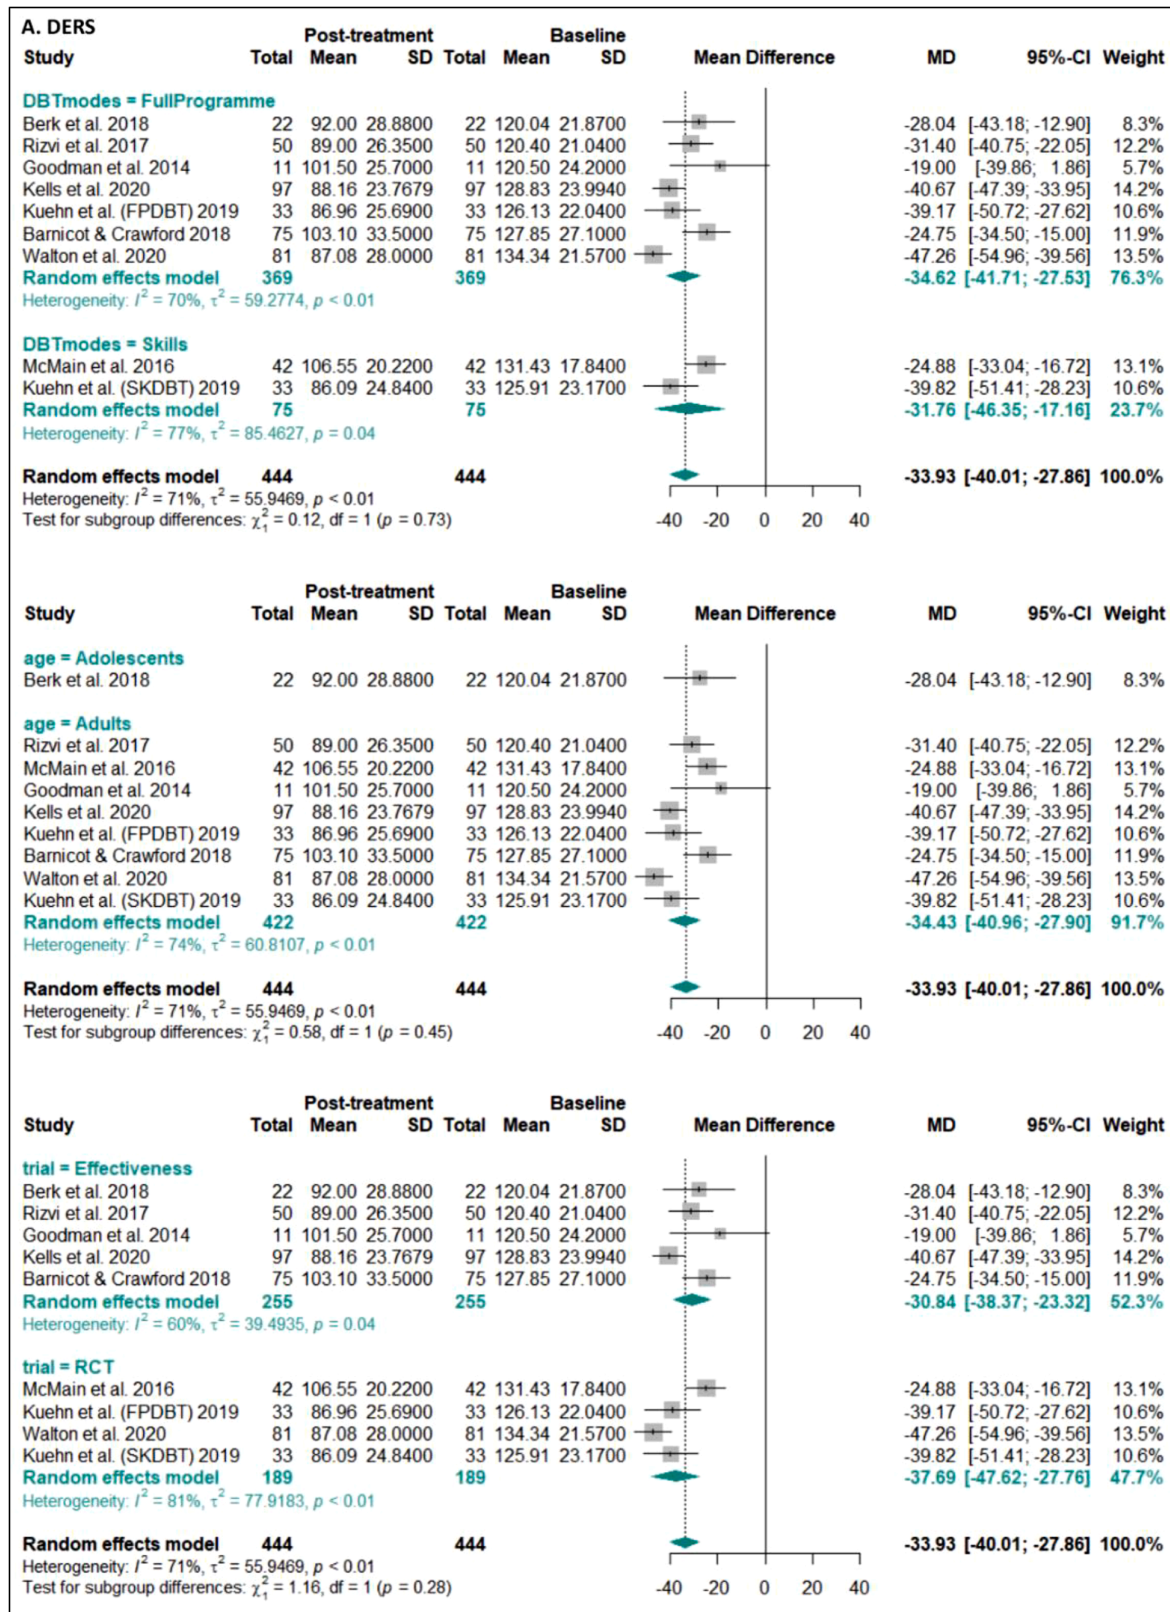 A. DERS
Post-treatment Baseline
Study Total Mean SD Total Mean SD Mean Difference MD 95%-CI Weight
DBTmodes = FullProgramme
Berk et al. 2018 22 92.00 28.8800 22 120.04 21.8700 -28.04 [-43.18; -12.90] 8.3%
Rizvi et al. 2017 50 89.00 26.3500 50 120.40 21.0400 -31.40 [-40.75; -22.05] 12.2%
Goodman et al. 2014 11 101.50 25.7000 11 120.50 24.2000 -19.00 [-39.86; 1.86] 5.7%
Kells et al. 2020 97 88.16 23.7679 97 128.83 23.9940 -40.67 [-47.39; -33.95] 14.2%
Kuehn et al. (FPDBT) 2019 33 86.96 25.6900 33 126.13 22.0400 -39.17 [-50.72; -27.62] 10.6%
Barnicot & Crawford 2018 75 103.10 33.5000 75 127.85 27.1000 -24.75 [-34.50; -15.00] 11.9%
Walton et al. 2020 81 87.08 28.0000 81 134.34 21.5700 -47.26 [-54.96; -39.56] 13.5%
Random effects model 369 369 -34.62 [-41.71; -27.53] 76.3%
Heterogeneity: I² = 70%, τ² = 59.2774, p < 0.01
DBTmodes = Skills
McMain et al. 2016 42 106.55 20.2200 42 131.43 17.8400 -24.88 [-33.04; -16.72] 13.1%
Kuehn et al. (SKDBT) 2019 33 86.09 24.8400 33 125.91 23.1700 -39.82 [-51.41; -28.23] 10.6%
Random effects model 75 75 -31.76 [-46.35; -17.16] 23.7%
Heterogeneity: I² = 77%, τ² = 85.4627, p = 0.04
Random effects model 444 444 -33.93 [-40.01; -27.86] 100.0%
Heterogeneity: I² = 71%, τ² = 55.9469, p < 0.01
Test for subgroup differences: χ²₁ = 0.12, df = 1 (p = 0.73)
-40 -20 0 20 40
Post-treatment Baseline
Study Total Mean SD Total Mean SD Mean Difference MD 95%-CI Weight
age = Adolescents
Berk et al. 2018 22 92.00 28.8800 22 120.04 21.8700 -28.04 [-43.18; -12.90] 8.3%
age = Adults
Rizvi et al. 2017 50 89.00 26.3500 50 120.40 21.0400 -31.40 [-40.75; -22.05] 12.2%
McMain et al. 2016 42 106.55 20.2200 42 131.43 17.8400 -24.88 [-33.04; -16.72] 13.1%
Goodman et al. 2014 11 101.50 25.7000 11 120.50 24.2000 -19.00 [-39.86; 1.86] 5.7%
Kells et al. 2020 97 88.16 23.7679 97 128.83 23.9940 -40.67 [-47.39; -33.95] 14.2%
Kuehn et al. (FPDBT) 2019 33 86.96 25.6900 33 126.13 22.0400 -39.17 [-50.72; -27.62] 10.6%
Barnicot & Crawford 2018 75 103.10 33.5000 75 127.85 27.1000 -24.75 [-34.50; -15.00] 11.9%
Walton et al. 2020 81 87.08 28.0000 81 134.34 21.5700 -47.26 [-54.96; -39.56] 13.5%
Kuehn et al. (SKDBT) 2019 33 86.09 24.8400 33 125.91 23.1700 -39.82 [-51.41; -28.23] 10.6%
Random effects model 422 422 -34.43 [-40.96; -27.90] 91.7%
Heterogeneity: I² = 74%, τ² = 60.8107, p < 0.01
Random effects model 444 444 -33.93 [-40.01; -27.86] 100.0%
Heterogeneity: I² = 71%, τ² = 55.9469, p < 0.01
Test for subgroup differences: χ²₁ = 0.58, df = 1 (p = 0.45)
-40 -20 0 20 40
Post-treatment Baseline
Study Total Mean SD Total Mean SD Mean Difference MD 95%-CI Weight
trial = Effectiveness
Berk et al. 2018 22 92.00 28.8800 22 120.04 21.8700 -28.04 [-43.18; -12.90] 8.3%
Rizvi et al. 2017 50 89.00 26.3500 50 120.40 21.0400 -31.40 [-40.75; -22.05] 12.2%
Goodman et al. 2014 11 101.50 25.7000 11 120.50 24.2000 -19.00 [-39.86; 1.86] 5.7%
Kells et al. 2020 97 88.16 23.7679 97 128.83 23.9940 -40.67 [-47.39; -33.95] 14.2%
Barnicot & Crawford 2018 75 103.10 33.5000 75 127.85 27.1000 -24.75 [-34.50; -15.00] 11.9%
Random effects model 255 255 -30.84 [-38.37; -23.32] 52.3%
Heterogeneity: I² = 60%, τ² = 39.4935, p = 0.04
trial = RCT
McMain et al. 2016 42 106.55 20.2200 42 131.43 17.8400 -24.88 [-33.04; -16.72] 13.1%
Kuehn et al. (FPDBT) 2019 33 86.96 25.6900 33 126.13 22.0400 -39.17 [-50.72; -27.62] 10.6%
Walton et al. 2020 81 87.08 28.0000 81 134.34 21.5700 -47.26 [-54.96; -39.56] 13.5%
Kuehn et al. (SKDBT) 2019 33 86.09 24.8400 33 125.91 23.1700 -39.82 [-51.41; -28.23] 10.6%
Random effects model 189 189 -37.69 [-47.62; -27.76] 47.7%
Heterogeneity: I² = 81%, τ² = 77.9183, p < 0.01
Random effects model 444 444 -33.93 [-40.01; -27.86] 100.0%
Heterogeneity: I² = 71%, τ² = 55.9469, p < 0.01
Test for subgroup differences: χ²₁ = 1.16, df = 1 (p = 0.28)
-40 -20 0 20 40